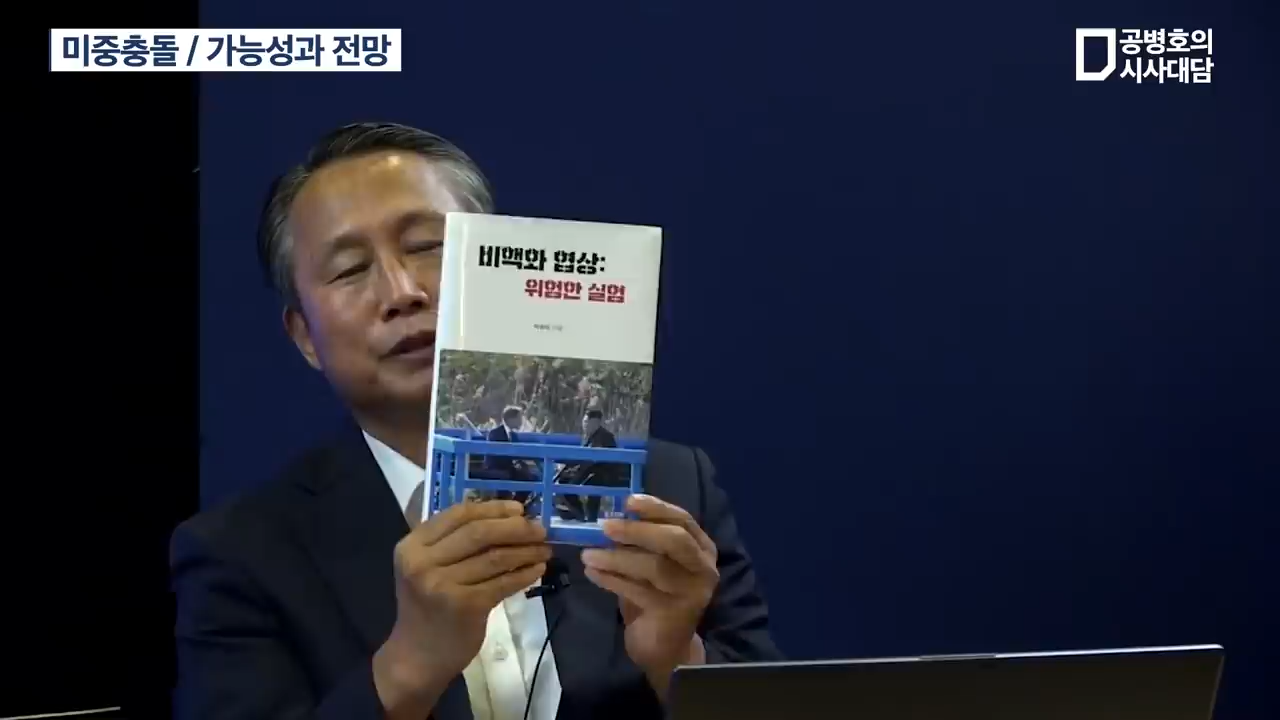 미중충돌 / 가능성과 전망
공병호의
시사대담
비핵화 협상:
위험한 실험